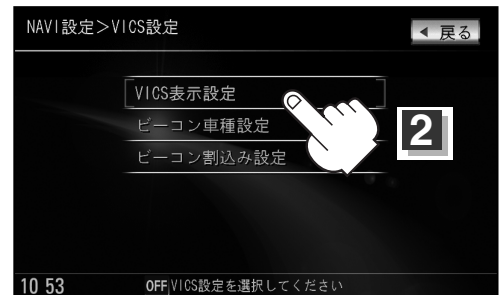 NAVI設定＞VICS設定
◀ 戻る
VICS表示設定
ビーコン車種設定
ビーコン割込み設定
2
10 53 OFF VICS設定を選択してください